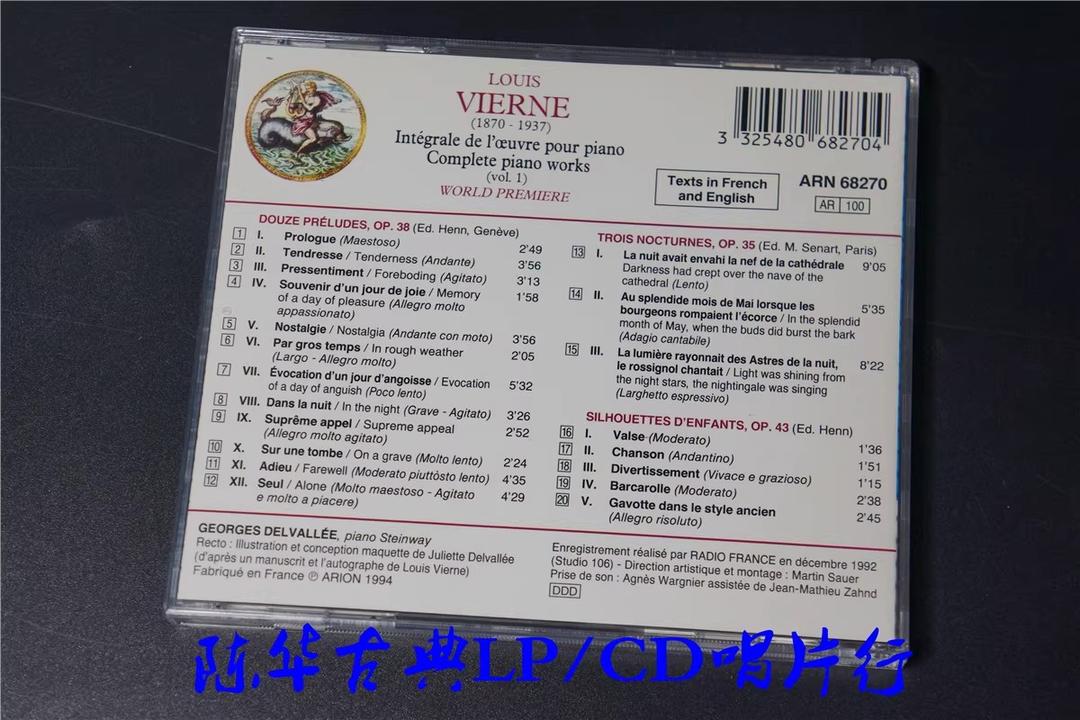 LOUIS
VIERNE
(1870 - 1937)
Intégrale de l'œuvre pour piano
Complete piano works
(vol. 1)
WORLD PREMIERE
3 325480 682704
Texts in French
and English
ARN 68270
AR 100
DOUZE PRÉLUDES, OP. 38 (Ed. Henn, Genève)
1 I. Prologue (Maestoso) 2'49
2 II. Tendresse / Tenderness (Andante) 3'56
3 III. Pressentiment / Foreboding (Agitato) 3'13
4 IV. Souvenir d'un jour de joie / Memory 1'58
of a day of pleasure (Allegro molto
appassionato)
5 V. Nostalgie / Nostalgia (Andante con moto) 3'56
6 VI. Par gros temps / In rough weather 2'05
(Largo - Allegro molto)
7 VII. Évocation d'un jour d'angoisse / Evocation 5'32
of a day of anguish (Poco lento)
8 VIII. Dans la nuit / In the night (Grave - Agitato) 3'26
9 IX. Suprême appel / Supreme appeal 2'52
(Allegro molto agitato)
10 X. Sur une tombe / On a grave (Molto lento) 2'24
11 XI. Adieu / Farewell (Moderato piuttòsto lento) 4'35
12 XII. Seul / Alone (Molto maestoso - Agitato 4'29
e molto a piacere)
TROIS NOCTURNES, OP. 35 (Ed. M. Senart, Paris)
13 I. La nuit avait envahi la nef de la cathédrale 9'05
Darkness had crept over the nave of the
cathedral (Lento)
14 II. Au splendide mois de Mai lorsque les 5'35
bourgeons rompaient l'écorce / In the splendid
month of May, when the buds did burst the bark
(Adagio cantabile)
15 III. La lumière rayonnait des Astres de la nuit, 8'22
le rossignol chantait / Light was shining from
the night stars, the nightingale was singing
(Larghetto espressivo)
SILHOUETTES D'ENFANTS, OP. 43 (Ed. Henn)
16 I. Valse (Moderato) 1'36
17 II. Chanson (Andantino) 1'51
18 III. Divertissement (Vivace e grazioso) 1'15
19 IV. Barcarolle (Moderato) 2'38
20 V. Gavotte dans le style ancien 2'45
(Allegro risoluto)
GEORGES DELVALLÉE, piano Steinway
Recto : Illustration et conception maquette de Juliette Delvallée
(d'après un manuscrit et l'autographe de Louis Vierne)
Fabriqué en France ℗ ARION 1994
Enregistrement réalisé par RADIO FRANCE en décembre 1992
(Studio 106) - Direction artistique et montage : Martin Sauer
Prise de son : Agnès Wargnier assistée de Jean-Mathieu Zahnd
DDD
陈华古典LP/CD唱片行